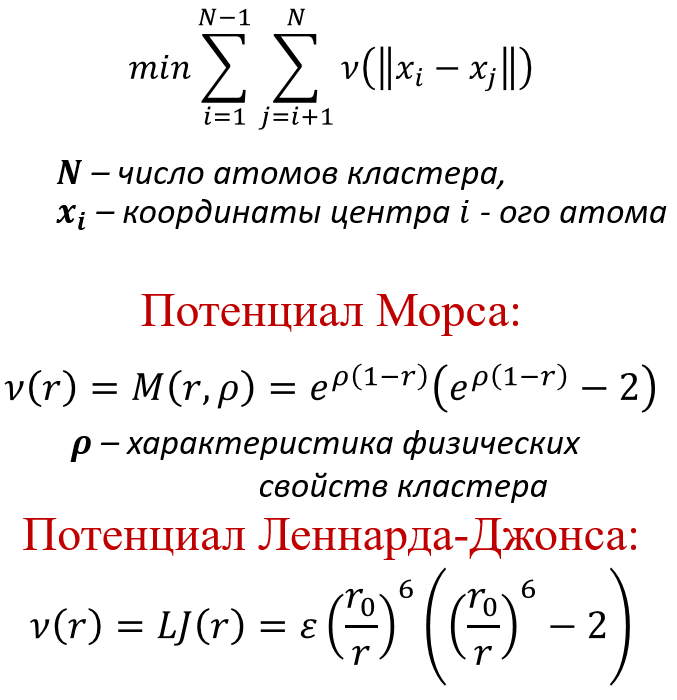 min ∑_{i=1}^{N−1} ∑_{j=i+1}^{N} ν(‖x_i − x_j‖)
N – число атомов кластера,
x_i – координаты центра i - ого атома
Потенциал Морса:
ν(r) = M(r, ρ) = e^{ρ(1−r)}(e^{ρ(1−r)} − 2)
ρ – характеристика физических
свойств кластера
Потенциал Леннарда-Джонса:
ν(r) = LJ(r) = ε (r_0/r)^6 ((r_0/r)^6 − 2)